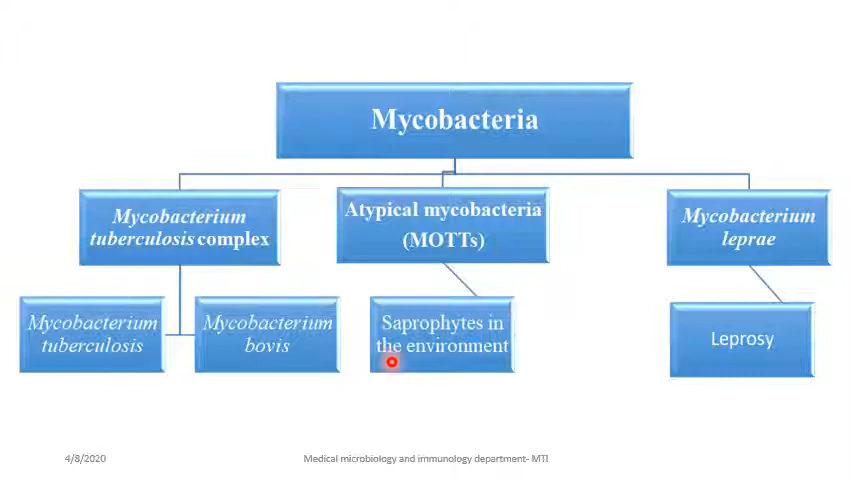 Mycobacteria
Mycobacterium
tuberculosis complex
Atypical mycobacteria
(MOTTs)
Mycobacterium
leprae
Mycobacterium
tuberculosis
Mycobacterium
bovis
Saprophytes in
the environment
Leprosy
4/8/2020
Medical microbiology and immunology department- MTI